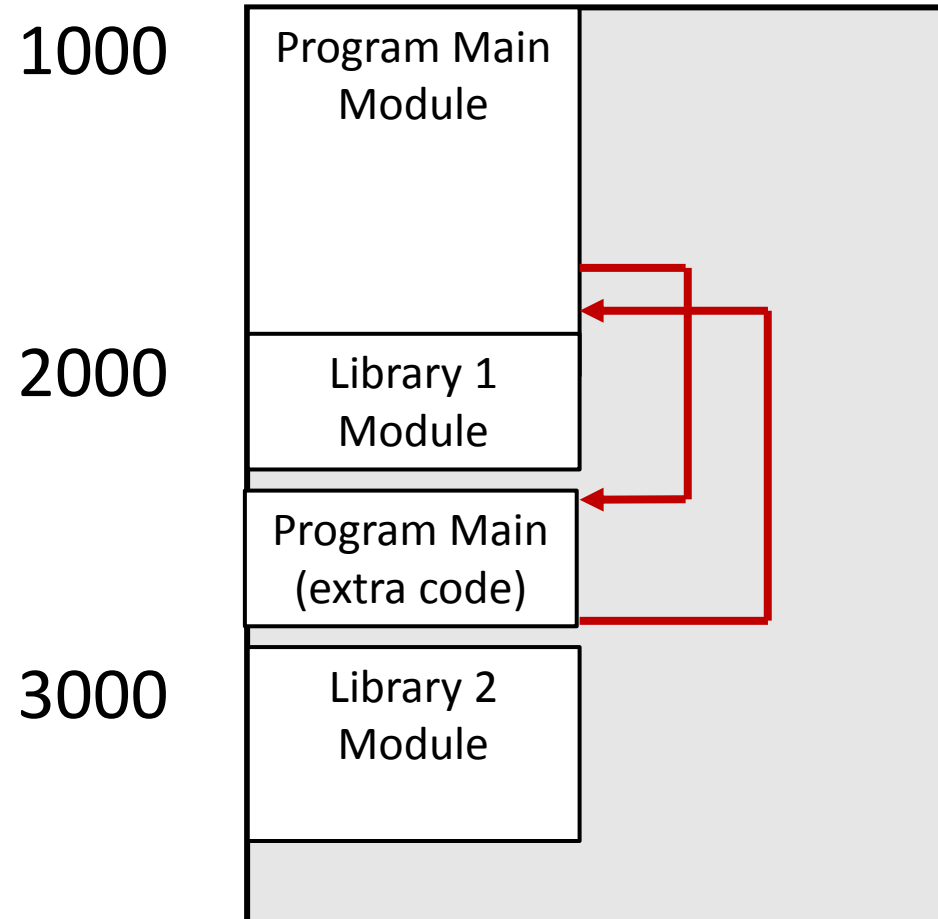 1000
Program Main
Module
2000
Library 1
Module
Program Main
(extra code)
3000
Library 2
Module